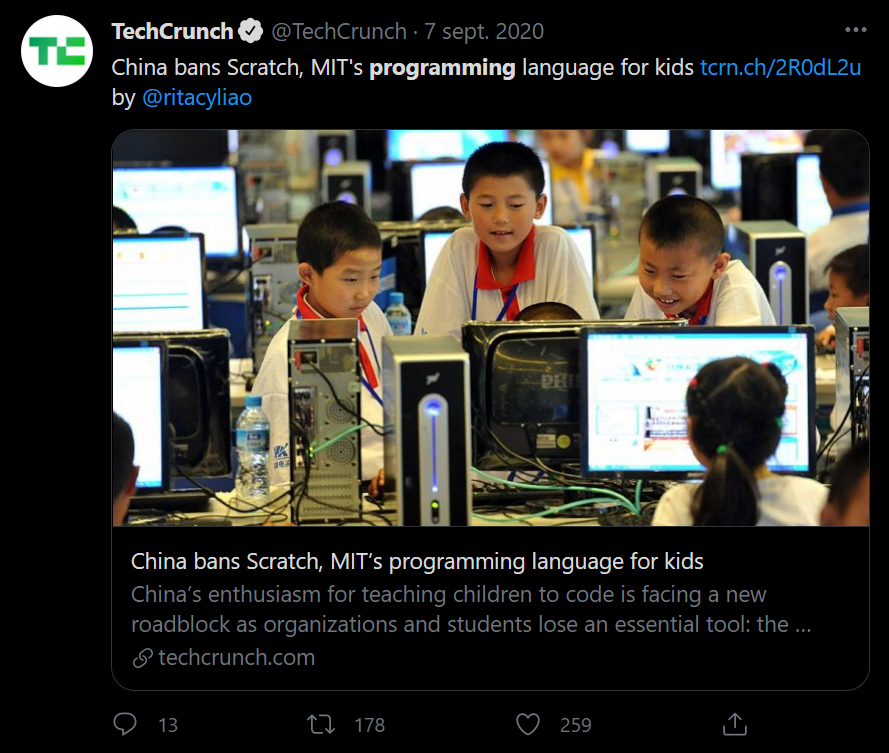 TechCrunch @TechCrunch · 7 sept. 2020
China bans Scratch, MIT's programming language for kids tcrn.ch/2R0dL2u
by @ritacyliao
China bans Scratch, MIT’s programming language for kids
China’s enthusiasm for teaching children to code is facing a new
roadblock as organizations and students lose an essential tool: the ...
techcrunch.com
13 178 259